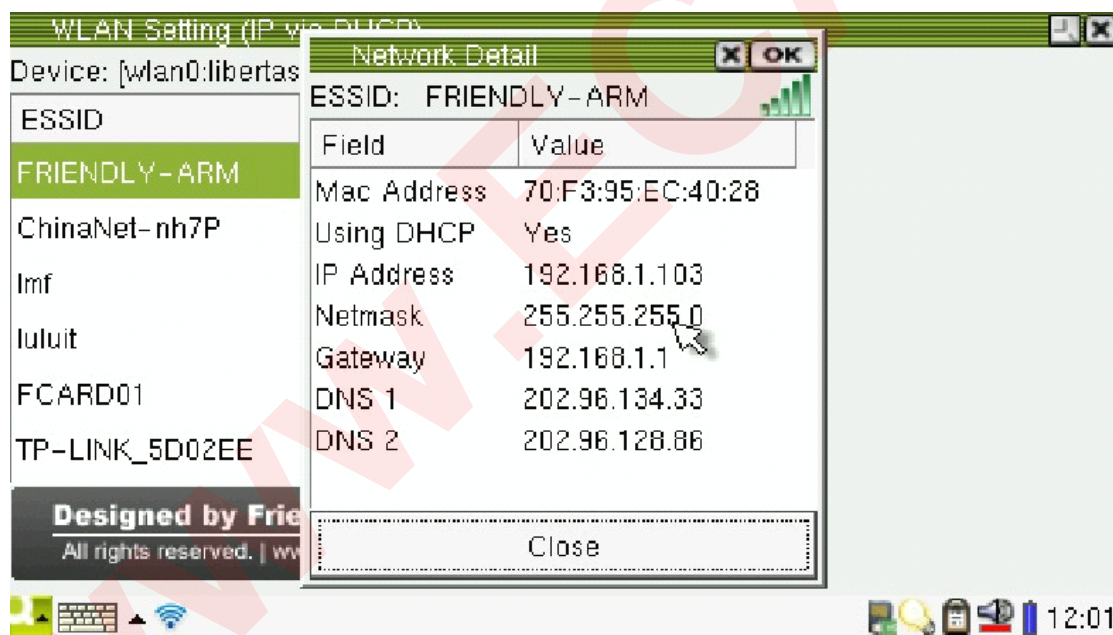 WLAN Setting (IP via DHCP)
Device: [wlan0:libertas
ESSID
FRIENDLY-ARM
ChinaNet-nh7P
lmf
luluit
FCARD01
TP-LINK_5D02EE
Designed by Frie
All rights reserved. | ww
Network Detail
OK
ESSID: FRIENDLY-ARM
Field Value
Mac Address 70:F3:95:EC:40:28
Using DHCP Yes
IP Address 192.168.1.103
Netmask 255.255.255.0
Gateway 192.168.1.1
DNS 1 202.96.134.33
DNS 2 202.96.128.86
Close
12:01